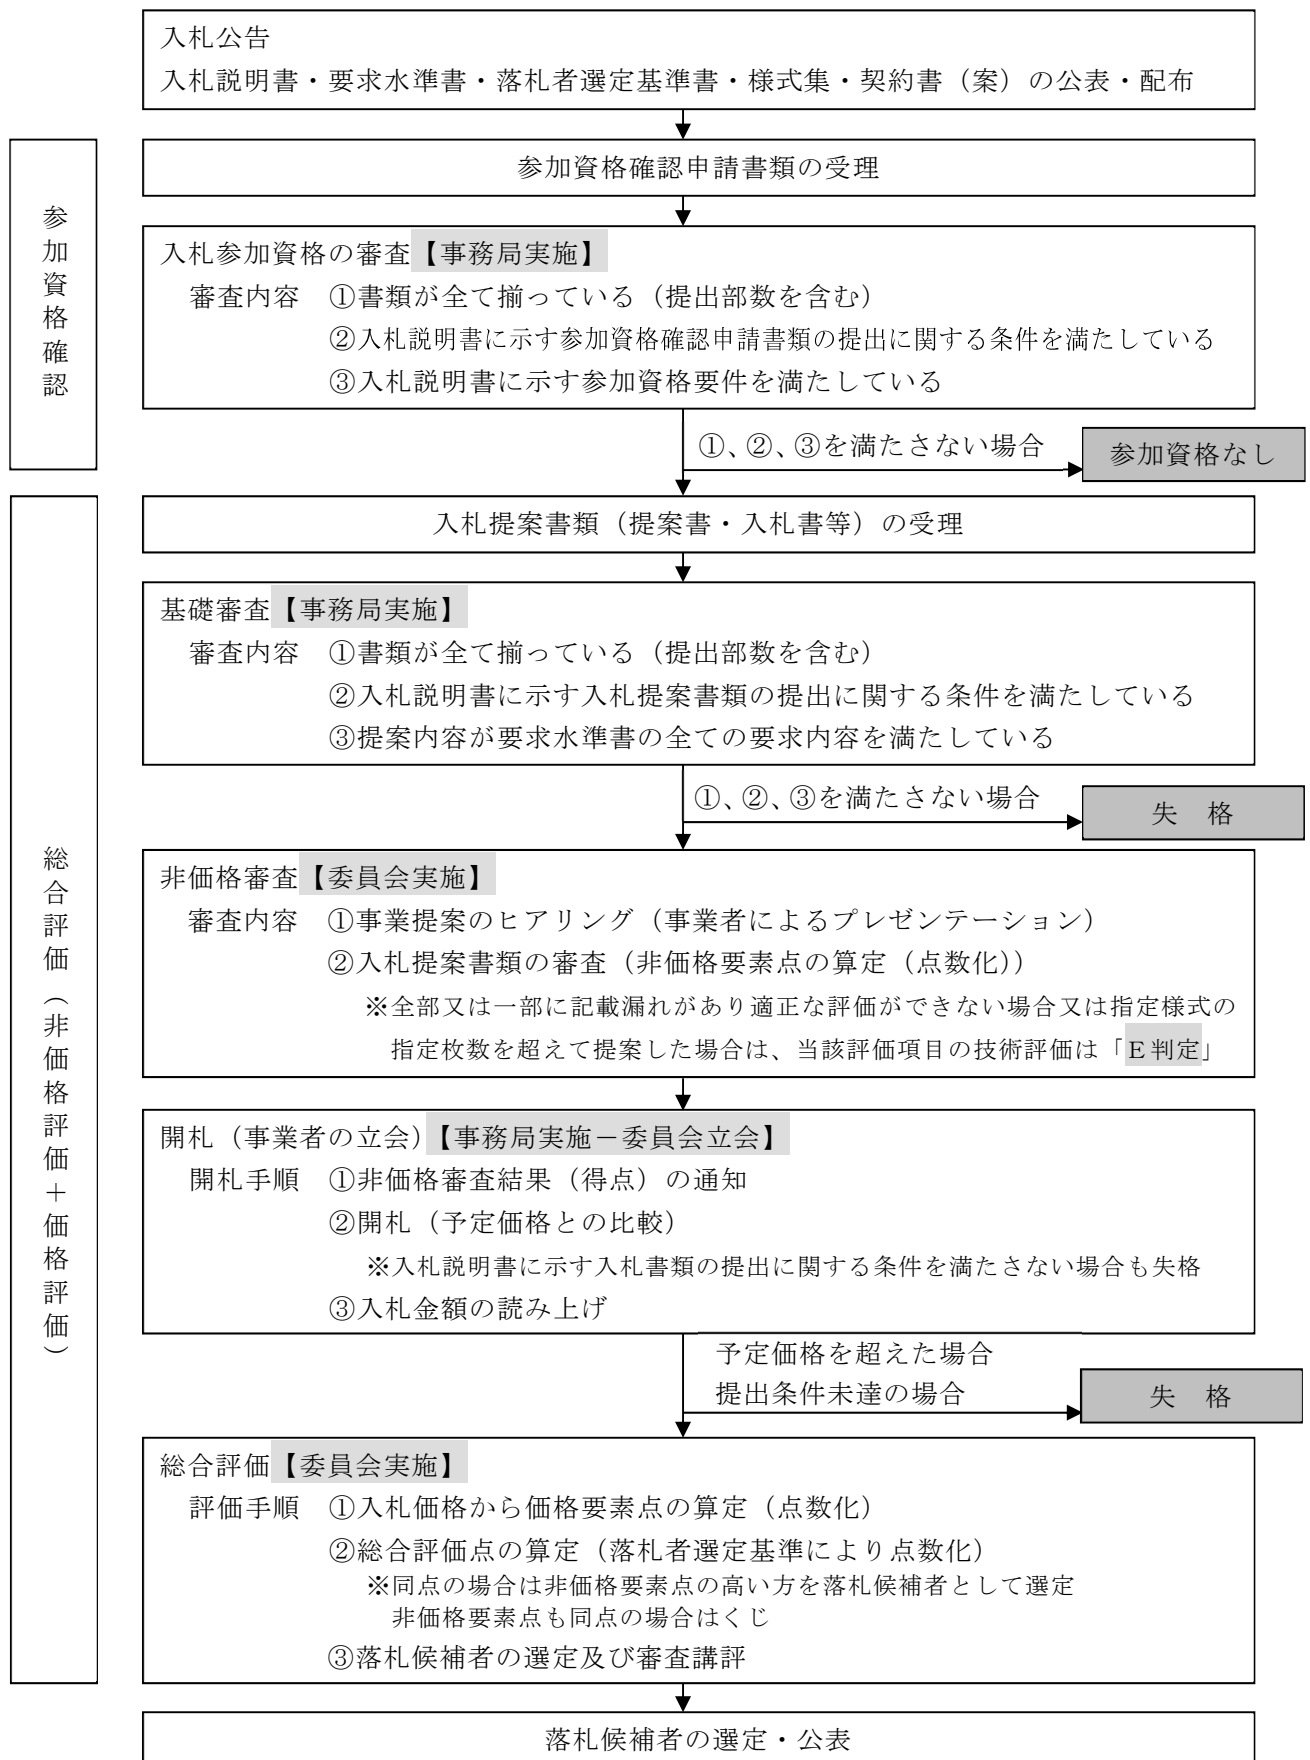 入札公告
入札説明書・要求水準書・落札者選定基準書・様式集・契約書（案）の公表・配布
参加資格確認
参加資格確認申請書類の受理
入札参加資格の審査【事務局実施】
審査内容　①書類が全て揃っている（提出部数を含む）
②入札説明書に示す参加資格確認申請書類の提出に関する条件を満たしている
③入札説明書に示す参加資格要件を満たしている
①、②、③を満たさない場合
参加資格なし
総合評価（非価格評価＋価格評価）
入札提案書類（提案書・入札書等）の受理
基礎審査【事務局実施】
審査内容　①書類が全て揃っている（提出部数を含む）
②入札説明書に示す入札提案書類の提出に関する条件を満たしている
③提案内容が要求水準書の全ての要求内容を満たしている
①、②、③を満たさない場合
失　格
非価格審査【委員会実施】
審査内容　①事業提案のヒアリング（事業者によるプレゼンテーション）
②入札提案書類の審査（非価格要素点の算定（点数化））
※全部又は一部に記載漏れがあり適正な評価ができない場合又は指定様式の
指定枚数を超えて提案した場合は、当該評価項目の技術評価は「Ｅ判定」
開札（事業者の立会）【事務局実施－委員会立会】
開札手順　①非価格審査結果（得点）の通知
②開札（予定価格との比較）
※入札説明書に示す入札書類の提出に関する条件を満たさない場合も失格
③入札金額の読み上げ
予定価格を超えた場合
提出条件未達の場合
失　格
総合評価【委員会実施】
評価手順　①入札価格から価格要素点の算定（点数化）
②総合評価点の算定（落札者選定基準により点数化）
※同点の場合は非価格要素点の高い方を落札候補者として選定
非価格要素点も同点の場合はくじ
③落札候補者の選定及び審査講評
落札候補者の選定・公表